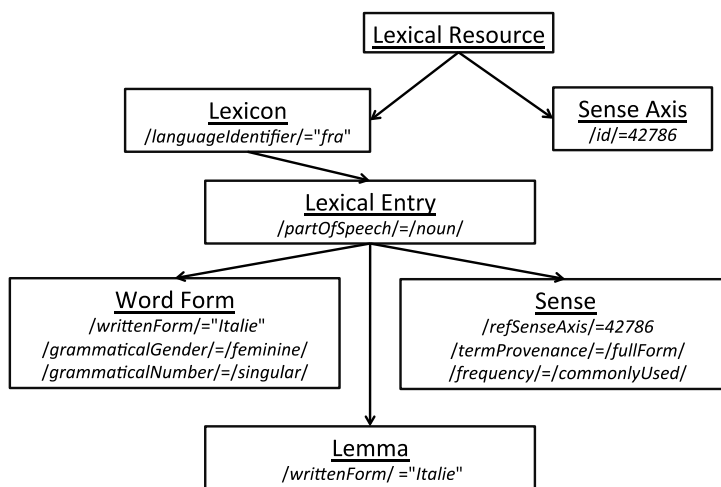 Lexical Resource
Lexicon
/languageIdentifier/="fra"
Sense Axis
/id/=42786
Lexical Entry
/partOfSpeech/=/noun/
Word Form
/writtenForm/="Italie"
/grammaticalGender/=/feminine/
/grammaticalNumber/=/singular/
Sense
/refSenseAxis/=42786
/termProvenance/=/fullForm/
/frequency/=/commonlyUsed/
Lemma
/writtenForm/ ="Italie"